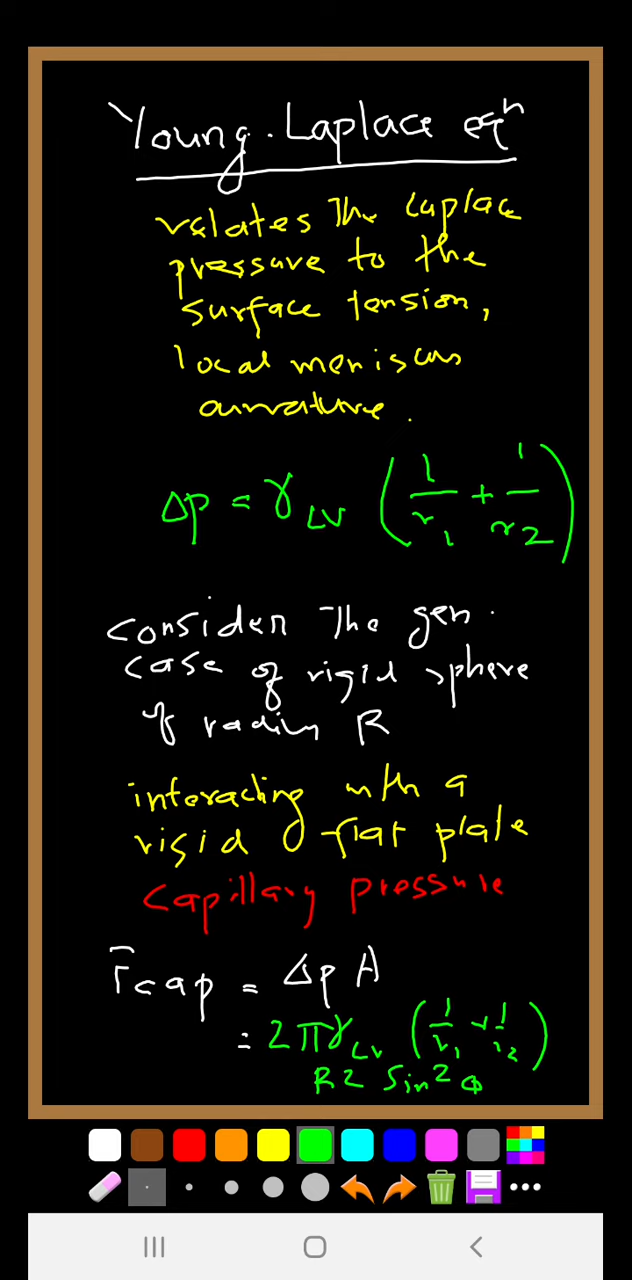 Young.Laplace eqⁿ
relates The Laplace
pressure to the
surface tension,
local meniscus
curvature.
Δp = γ_LV (1/r₁ + 1/r₂)
consider The gen.
case of rigid sphere
of radius R
interacting with a
rigid flat plate
capillary pressure
Fcap = Δp A
= 2πγ_LV (1/r₁ + 1/r₂)
R2 Sin² Φ